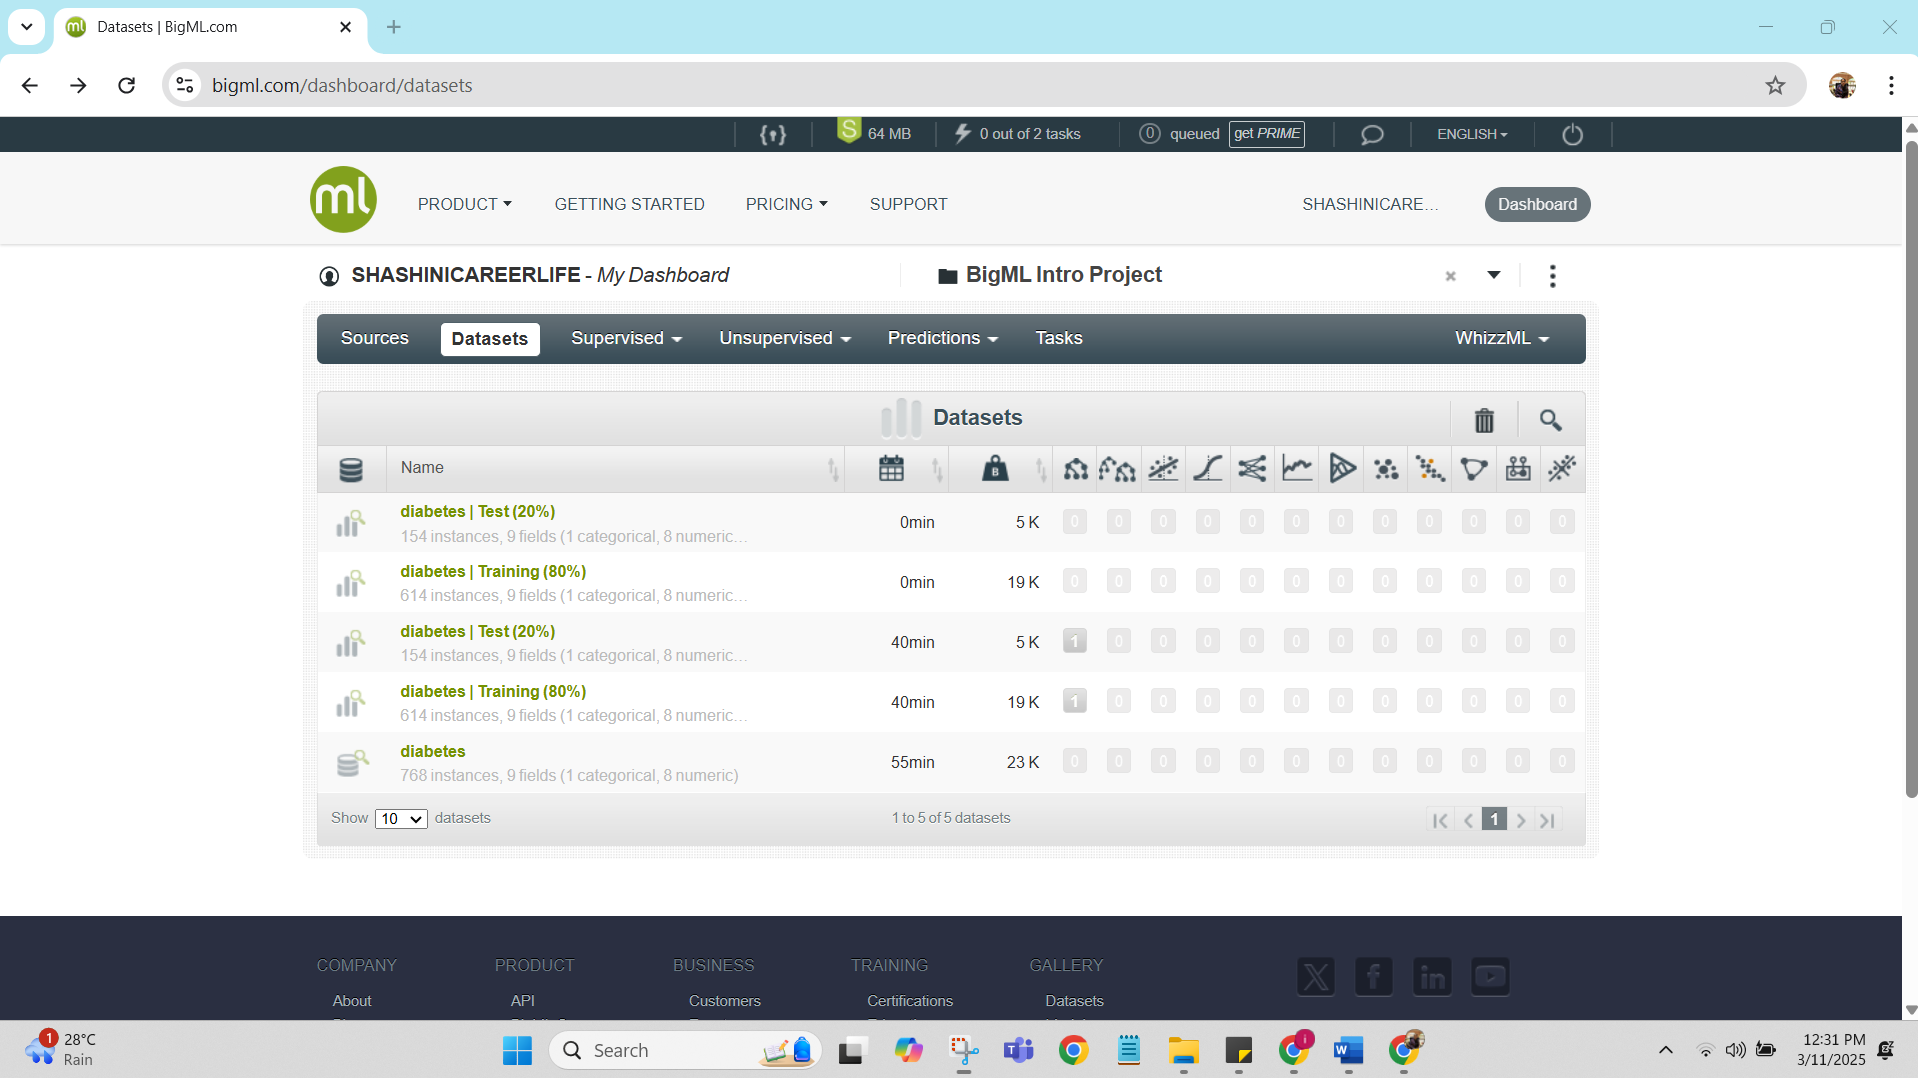 Datasets | BigML.com
bigml.com/dashboard/datasets
S 64 MB 0 out of 2 tasks 0 queued get PRIME ENGLISH
ml PRODUCT GETTING STARTED PRICING SUPPORT SHASHINICARE... Dashboard
SHASHINICAREERLIFE - My Dashboard BigML Intro Project
Sources Datasets Supervised Unsupervised Predictions Tasks WhizzML
Datasets
Name B
diabetes | Test (20%)
154 instances, 9 fields (1 categorical, 8 numeric... 0min 5 K 0 0 0 0 0 0 0 0 0 0 0 0
diabetes | Training (80%)
614 instances, 9 fields (1 categorical, 8 numeric... 0min 19 K 0 0 0 0 0 0 0 0 0 0 0 0
diabetes | Test (20%)
154 instances, 9 fields (1 categorical, 8 numeric... 40min 5 K 1 0 0 0 0 0 0 0 0 0 0 0
diabetes | Training (80%)
614 instances, 9 fields (1 categorical, 8 numeric... 40min 19 K 1 0 0 0 0 0 0 0 0 0 0 0
diabetes
768 instances, 9 fields (1 categorical, 8 numeric) 55min 23 K 0 0 0 0 0 0 0 0 0 0 0 0
Show 10 datasets 1 to 5 of 5 datasets 1
COMPANY PRODUCT BUSINESS TRAINING GALLERY
About API Customers Certifications Datasets
1 28°C
Rain
Search
12:31 PM
3/11/2025